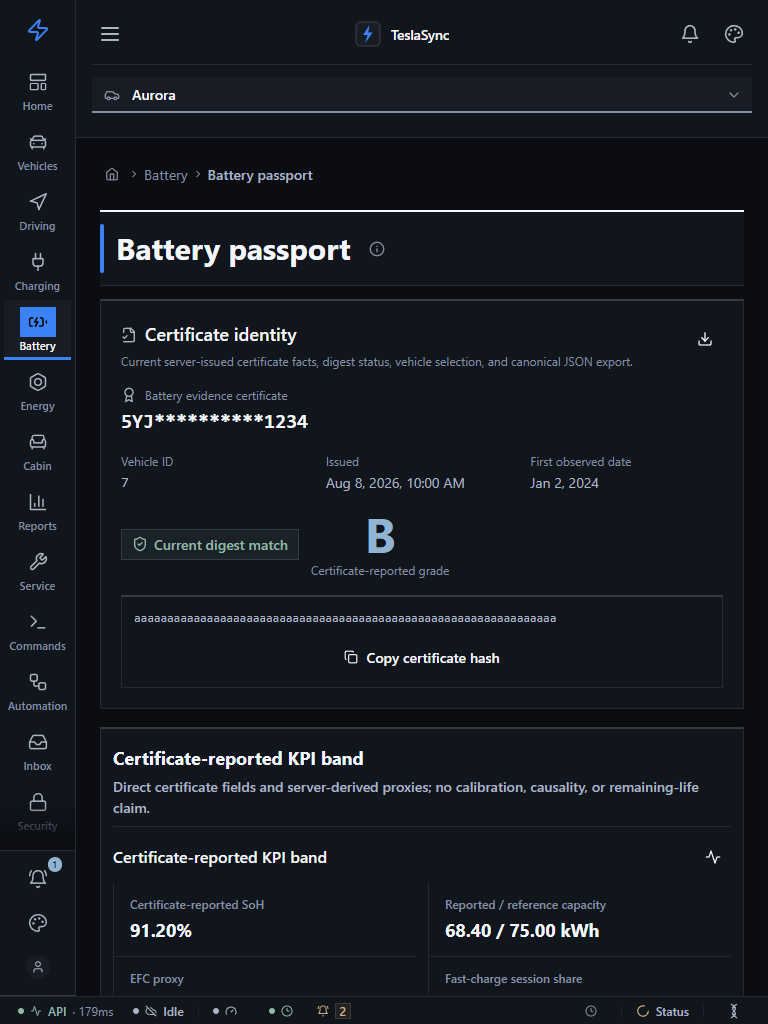 TeslaSync
Aurora
Home
Vehicles
Driving
Charging
Battery
Energy
Cabin
Reports
Service
Commands
Automation
Inbox
Security
1
Battery
Battery passport
Battery passport
Certificate identity
Current server-issued certificate facts, digest status, vehicle selection, and canonical JSON export.
Battery evidence certificate
5YJ**********1234
Vehicle ID
7
Issued
Aug 8, 2026, 10:00 AM
First observed date
Jan 2, 2024
Current digest match
B
Certificate-reported grade
aaaaaaaaaaaaaaaaaaaaaaaaaaaaaaaaaaaaaaaaaaaaaaaaaaaaaaaaaaaaaaaa
Copy certificate hash
Certificate-reported KPI band
Direct certificate fields and server-derived proxies; no calibration, causality, or remaining-life
claim.
Certificate-reported KPI band
Certificate-reported SoH
91.20%
Reported / reference capacity
68.40 / 75.00 kWh
EFC proxy
Fast-charge session share
API · 179ms
Idle
2
Status